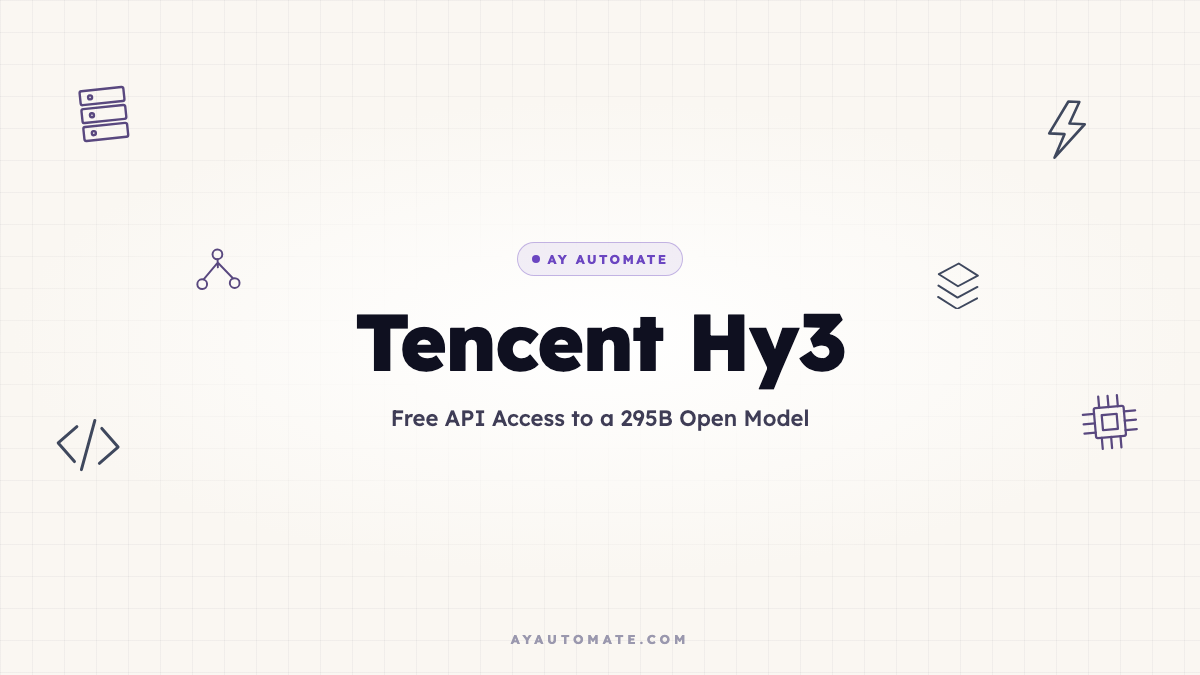 AY AUTOMATE
Tencent Hy3
Free API Access to a 295B Open Model
AYAUTOMATE.COM